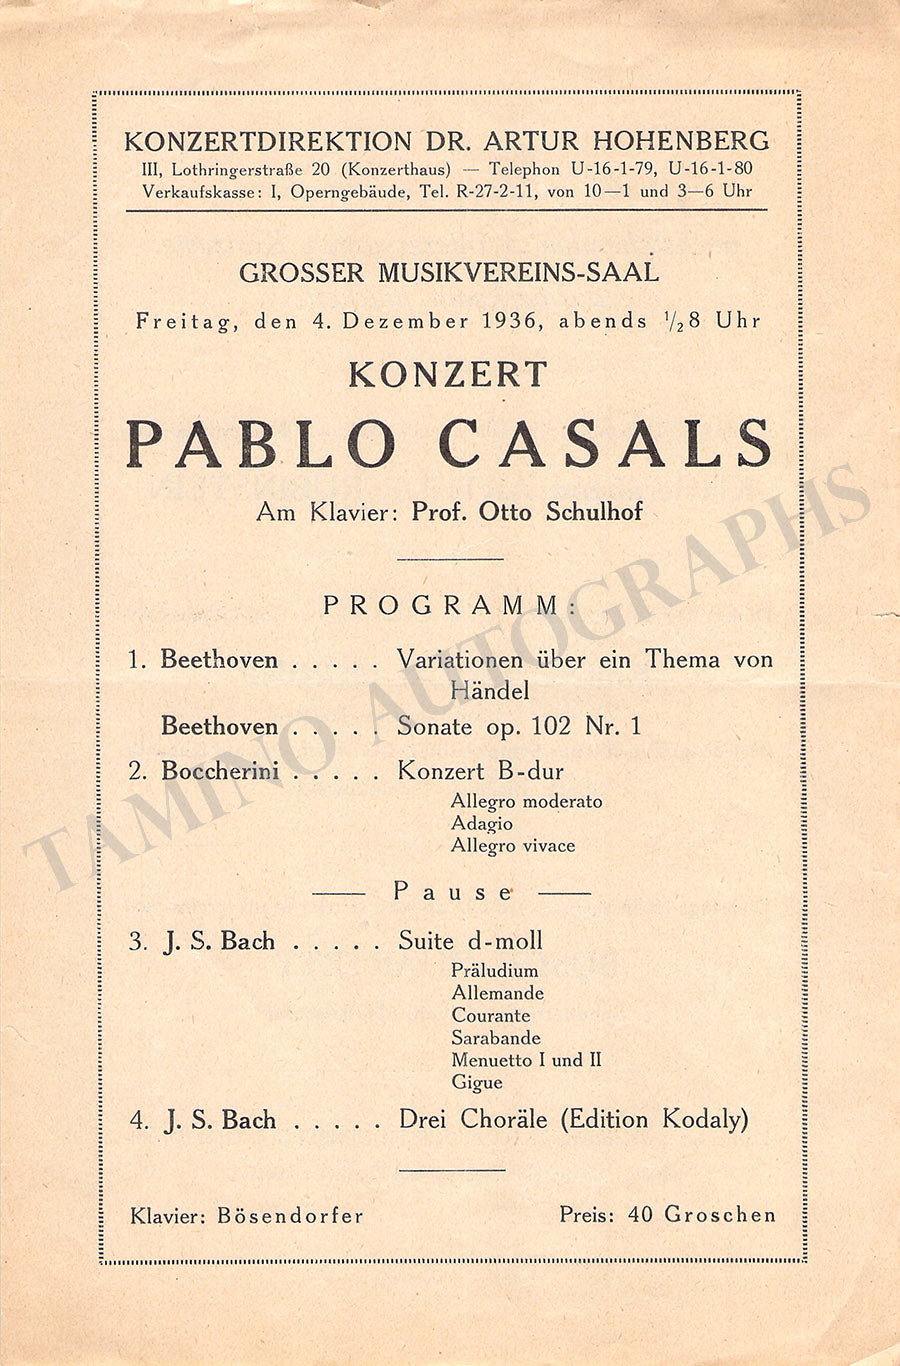 KONZERTDIREKTION DR. ARTUR HOHENBERG
III, Lothringerstraße 20 (Konzerthaus) — Telephon U-16-1-79, U-16-1-80
Verkaufskasse: I, Operngebäude, Tel. R-27-2-11, von 10—1 und 3—6 Uhr
GROSSER MUSIKVEREINS-SAAL
Freitag, den 4. Dezember 1936, abends 1/2 8 Uhr
KONZERT
PABLO CASALS
Am Klavier: Prof. Otto Schulhof
PROGRAMM:
1. Beethoven . . . . . Variationen über ein Thema von
Händel
Beethoven . . . . . Sonate op. 102 Nr. 1
2. Boccherini . . . . . Konzert B-dur
Allegro moderato
Adagio
Allegro vivace
Pause
3. J. S. Bach . . . . . Suite d-moll
Präludium
Allemande
Courante
Sarabande
Menuetto I und II
Gigue
4. J. S. Bach . . . . . Drei Choräle (Edition Kodaly)
Klavier: Bösendorfer Preis: 40 Groschen
TAMINO AUTOGRAPHS